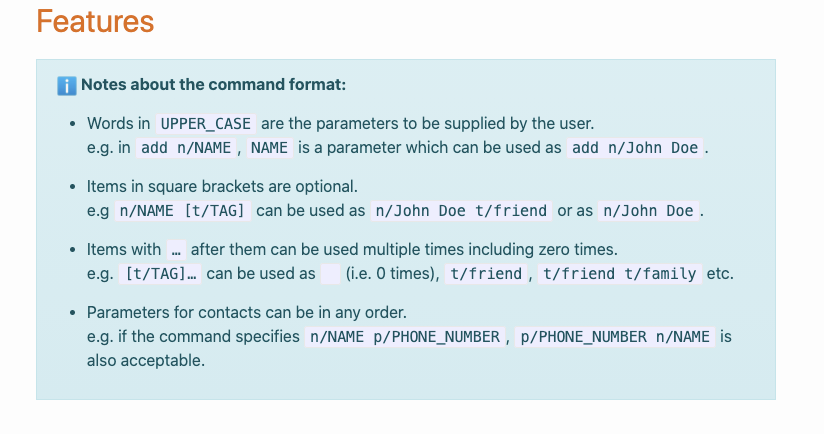 Features
Notes about the command format:
• Words in UPPER_CASE are the parameters to be supplied by the user.
e.g. in add n/NAME , NAME is a parameter which can be used as add n/John Doe .
• Items in square brackets are optional.
e.g n/NAME [t/TAG] can be used as n/John Doe t/friend or as n/John Doe .
• Items with … after them can be used multiple times including zero times.
e.g. [t/TAG]… can be used as   (i.e. 0 times), t/friend , t/friend t/family etc.
• Parameters for contacts can be in any order.
e.g. if the command specifies n/NAME p/PHONE_NUMBER , p/PHONE_NUMBER n/NAME is
also acceptable.